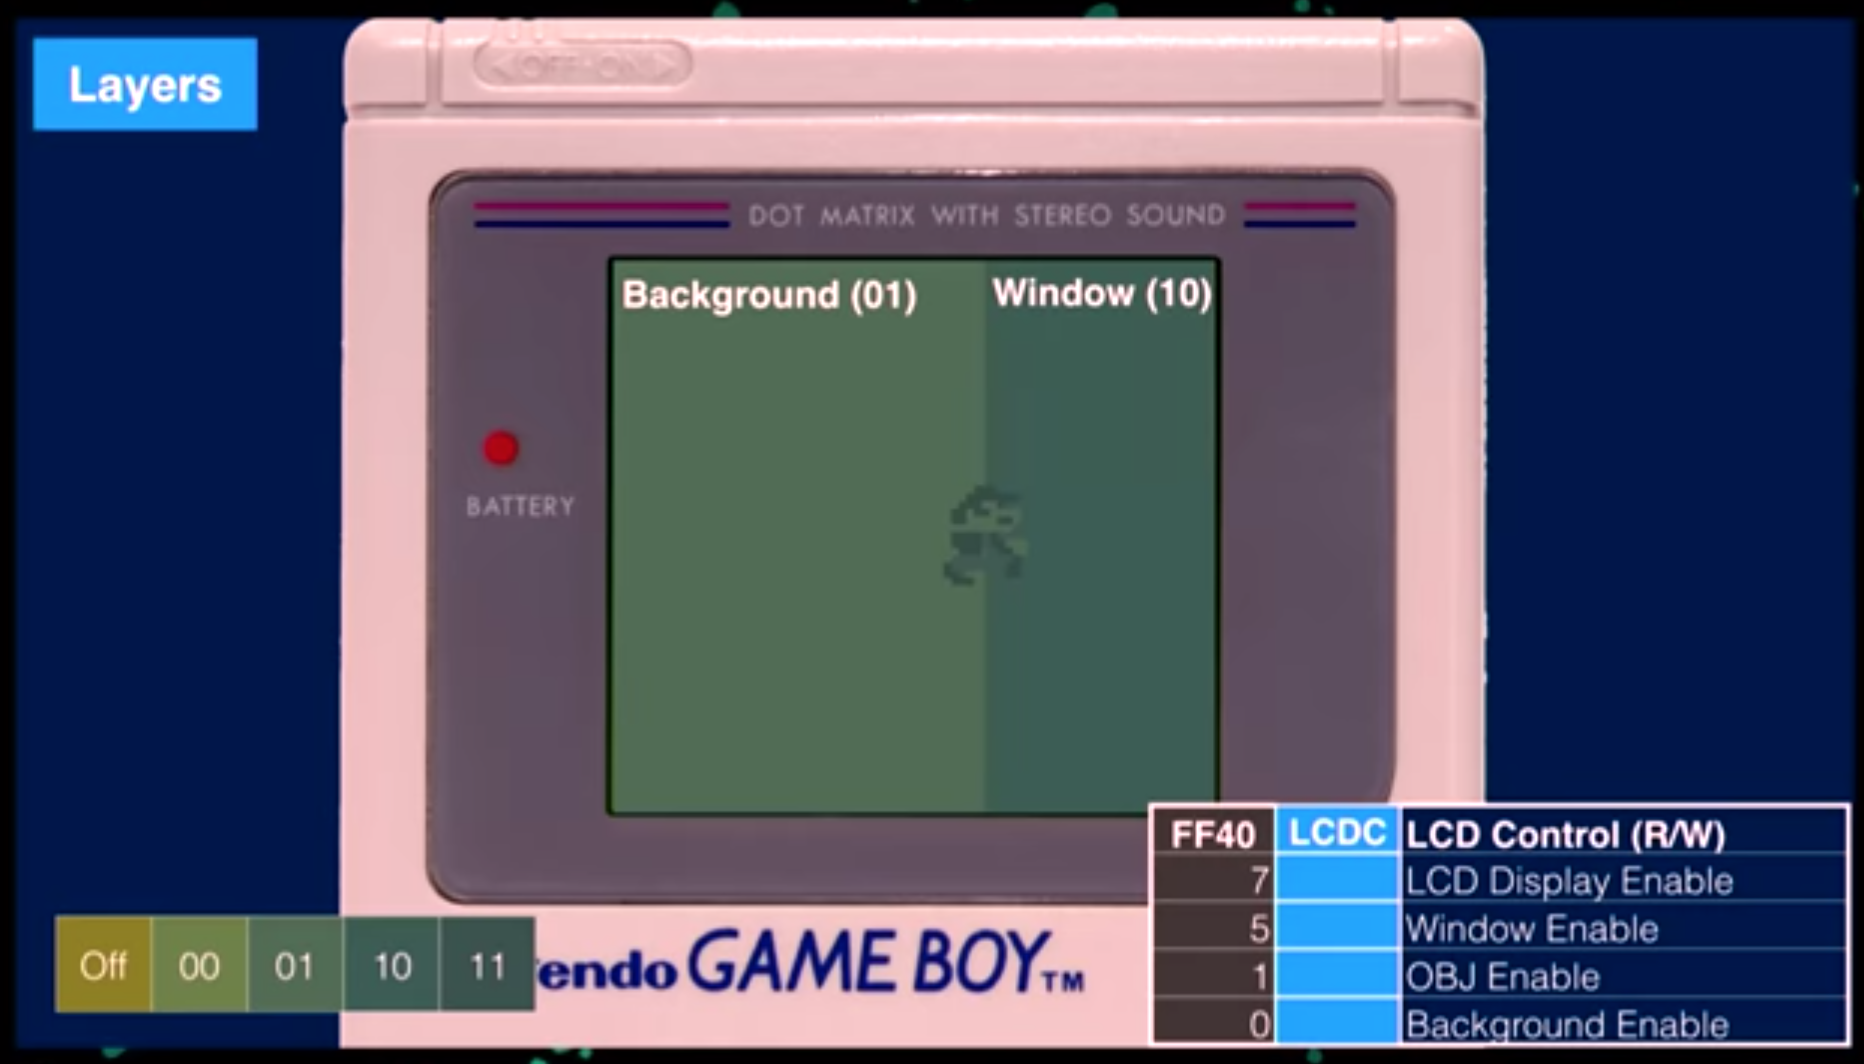 Layers
OFF•ON
DOT MATRIX WITH STEREO SOUND
Background (01)
Window (10)
BATTERY
FF40 LCDC LCD Control (R/W)
7 LCD Display Enable
5 Window Enable
1 OBJ Enable
0 Background Enable
Off 00 01 10 11
endo GAME BOY TM